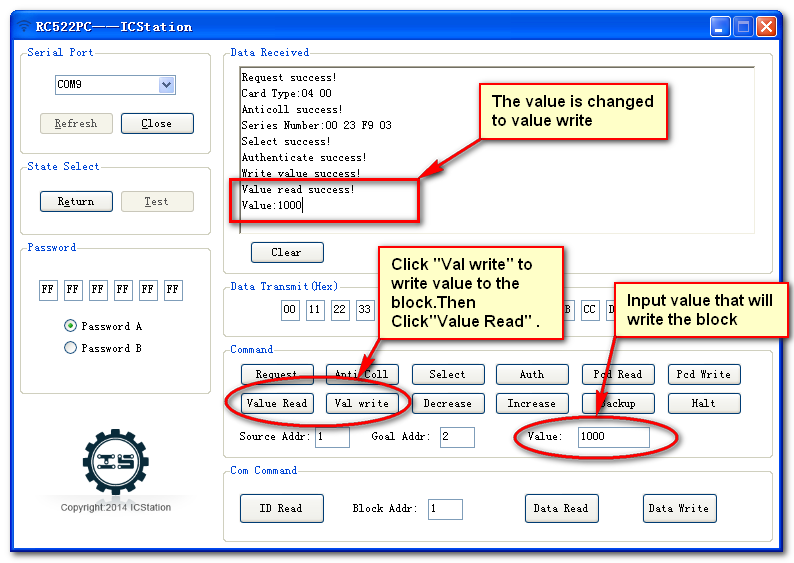 RC522PC——ICStation
Serial Port
COM9
Refresh
Close
State Select
Return
Test
Password
FF FF FF FF FF FF
Password A
Password B
TS
Copyright:2014 ICStation
Data Received
Request success!
Card Type:04 00
Anticoll success!
Series Number:00 23 F9 03
Select success!
Authenticate success!
Write value success!
Value read success!
Value:1000
The value is changed
to value write
Clear
Click "Val write" to
write value to the
block.Then
Click"Value Read" .
Data Transmit(Hex)
00 11 22 33 CC
Input value that will
write the block
Command
Request
Anti Coll
Select
Auth
Pcd Read
Pcd Write
Value Read
Val write
Decrease
Increase
Backup
Halt
Source Addr: 1
Goal Addr: 2
Value: 1000
Com Command
ID Read
Block Addr: 1
Data Read
Data Write